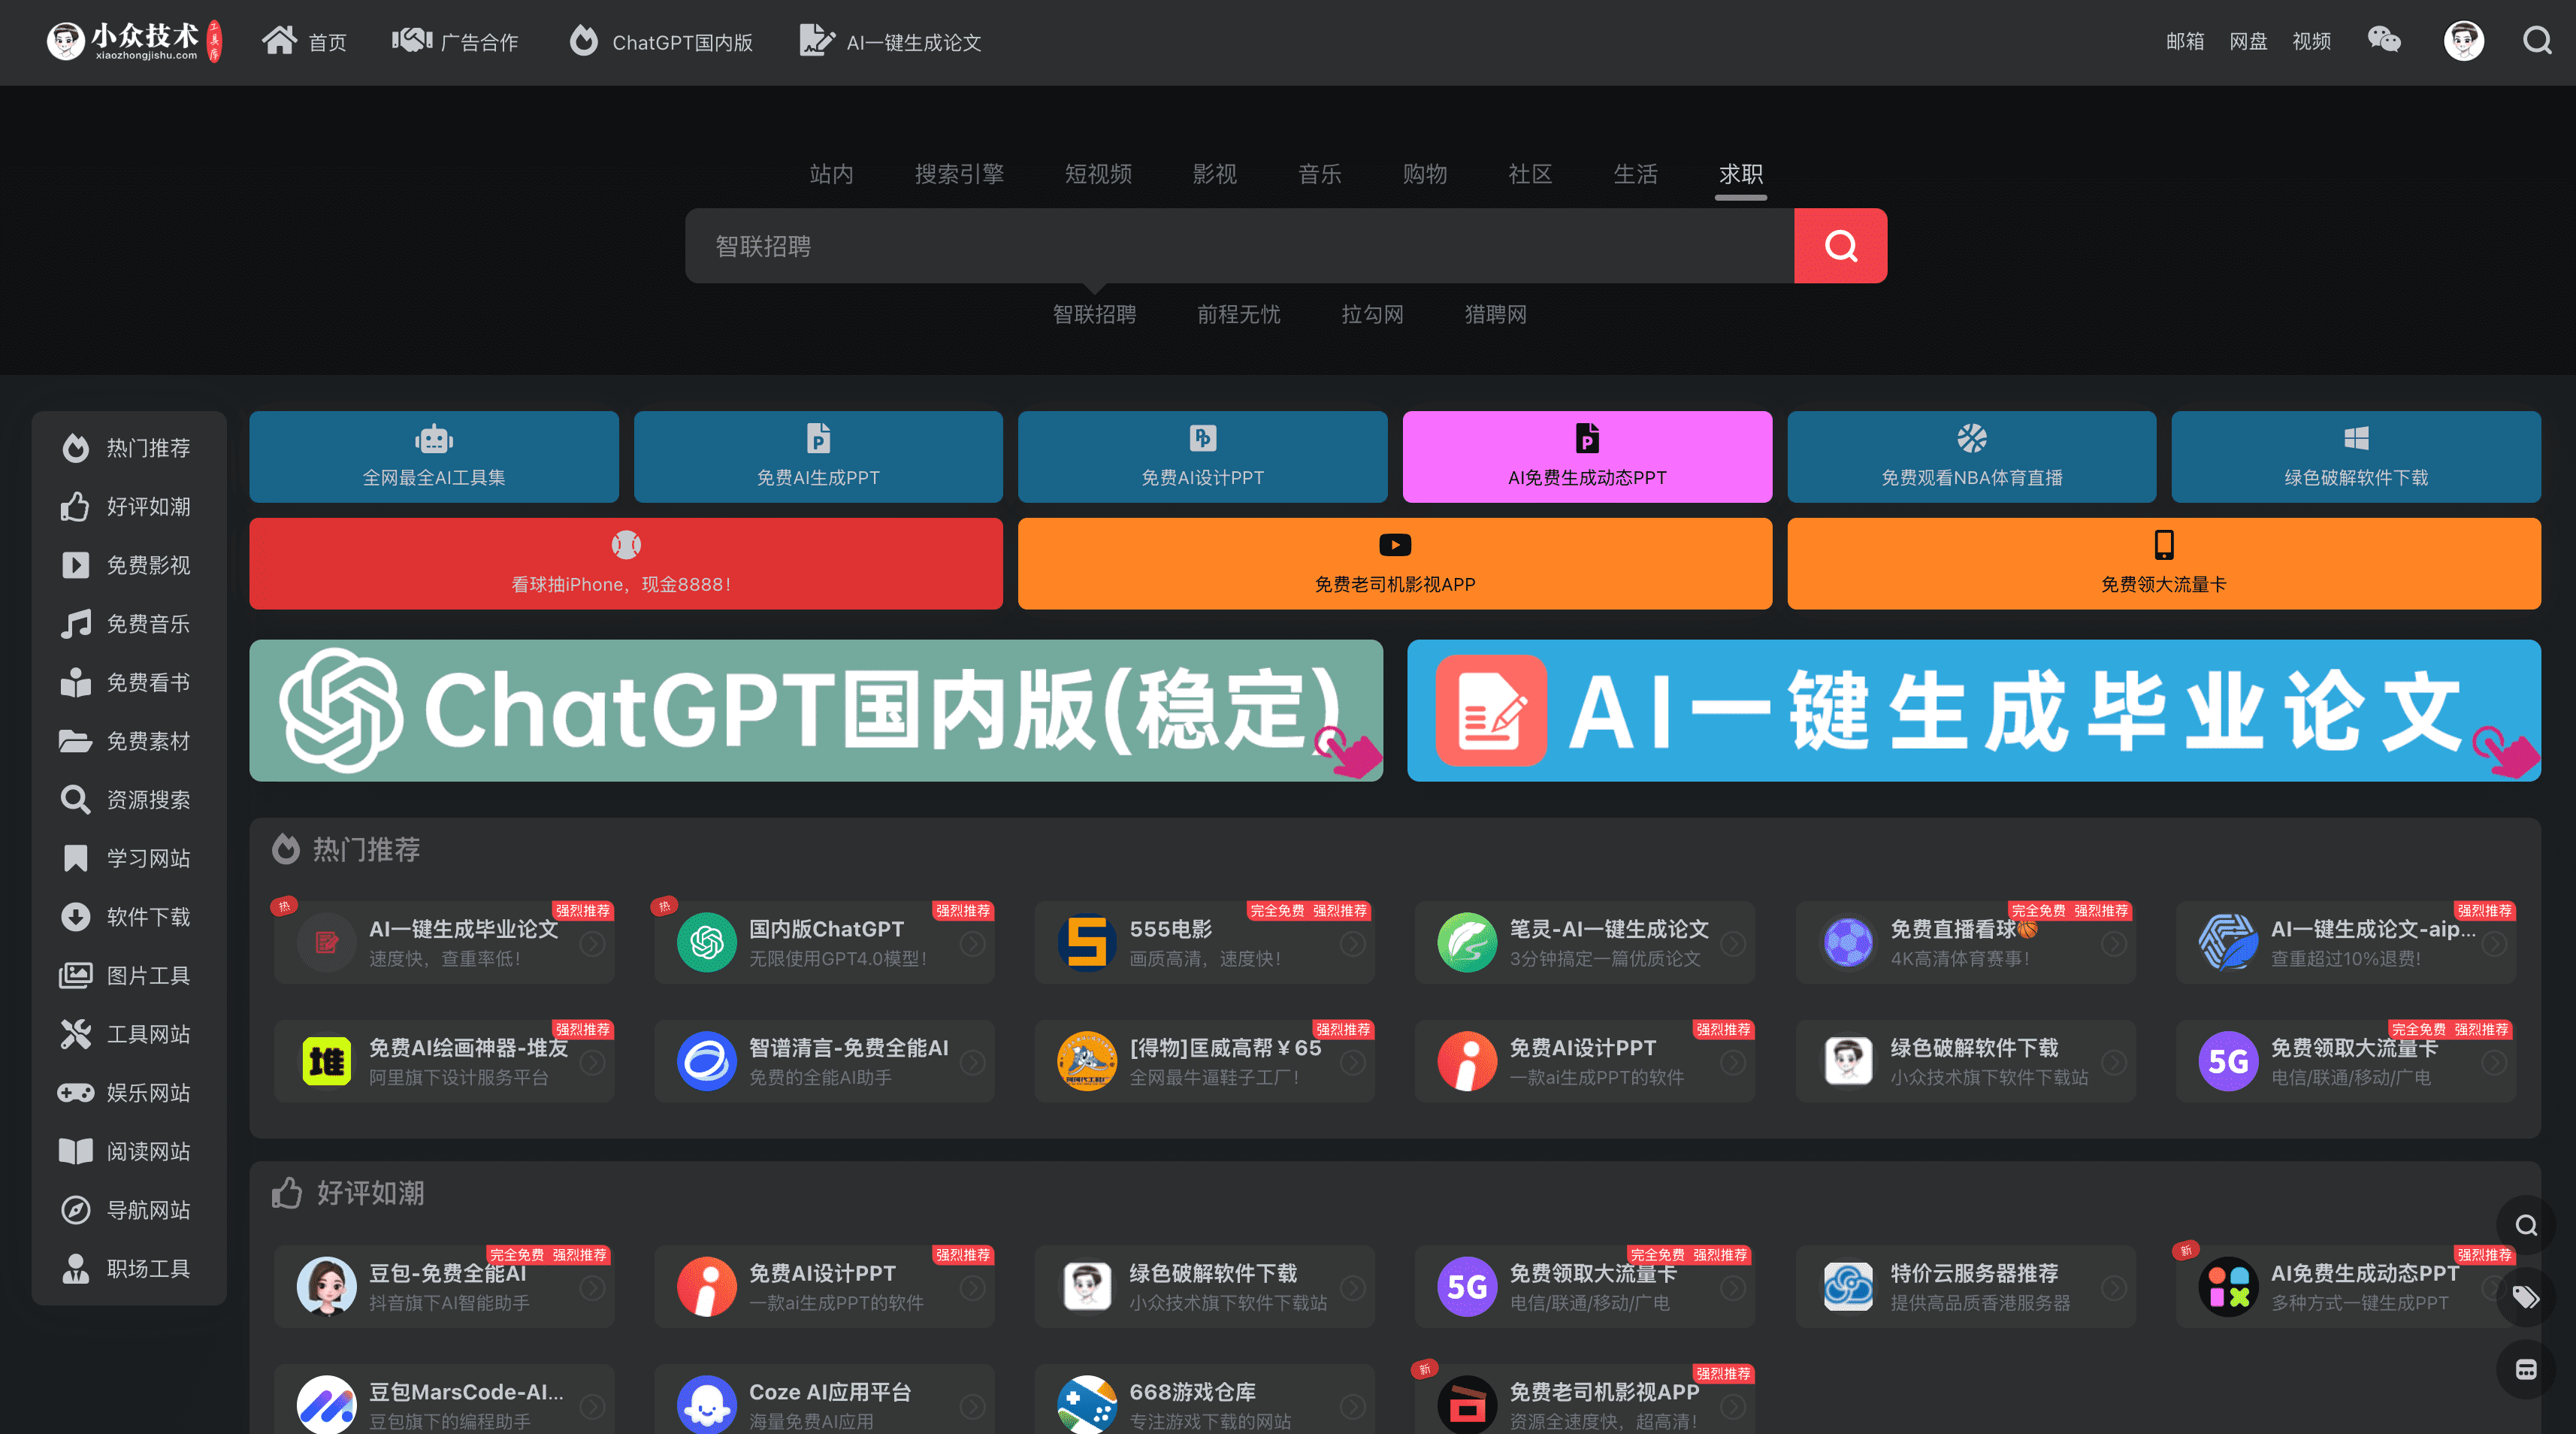 小众技术
工具库
xiaozhongjishu.com
首页
广告合作
ChatGPT国内版
AI一键生成论文
邮箱
网盘
视频
站内
搜索引擎
短视频
影视
音乐
购物
社区
生活
求职
智联招聘
智联招聘
前程无忧
拉勾网
猎聘网
热门推荐
好评如潮
免费影视
免费音乐
免费看书
免费素材
资源搜索
学习网站
软件下载
图片工具
工具网站
娱乐网站
阅读网站
导航网站
职场工具
全网最全AI工具集
免费AI生成PPT
免费AI设计PPT
AI免费生成动态PPT
免费观看NBA体育直播
绿色破解软件下载
看球抽iPhone，现金8888！
免费老司机影视APP
免费领大流量卡
ChatGPT国内版(稳定)
AI一键生成毕业论文
热门推荐
热
强烈推荐
AI一键生成毕业论文
速度快，查重率低！
热
强烈推荐
国内版ChatGPT
无限使用GPT4.0模型！
完全免费 强烈推荐
555电影
画质高清，速度快！
笔灵-AI一键生成论文
3分钟搞定一篇优质论文
完全免费 强烈推荐
免费直播看球🏀
4K高清体育赛事！
强烈推荐
AI一键生成论文-aip...
查重超过10%退费!
强烈推荐
堆
免费AI绘画神器-堆友
阿里旗下设计服务平台
智谱清言-免费全能AI
免费的全能AI助手
强烈推荐
[得物]匡威高帮￥65
全网最牛逼鞋子工厂！
强烈推荐
免费AI设计PPT
一款ai生成PPT的软件
绿色破解软件下载
小众技术旗下软件下载站
完全免费 强烈推荐
5G
免费领取大流量卡
电信/联通/移动/广电
好评如潮
完全免费 强烈推荐
豆包-免费全能AI
抖音旗下AI智能助手
强烈推荐
免费AI设计PPT
一款ai生成PPT的软件
绿色破解软件下载
小众技术旗下软件下载站
完全免费 强烈推荐
5G
免费领取大流量卡
电信/联通/移动/广电
特价云服务器推荐
提供高品质香港服务器
新
强烈推荐
AI免费生成动态PPT
多种方式一键生成PPT
豆包MarsCode-AI...
豆包旗下的编程助手
Coze AI应用平台
海量免费AI应用
668游戏仓库
专注游戏下载的网站
新
强烈推荐
免费老司机影视APP
资源全速度快，超高清！